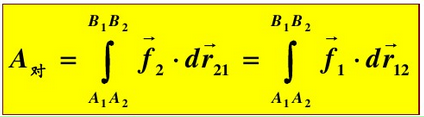 A对 = ∫_{A₁A₂}^{B₁B₂} f⃗₂ · dr⃗₂₁ = ∫_{A₁A₂}^{B₁B₂} f⃗₁ · dr⃗₁₂